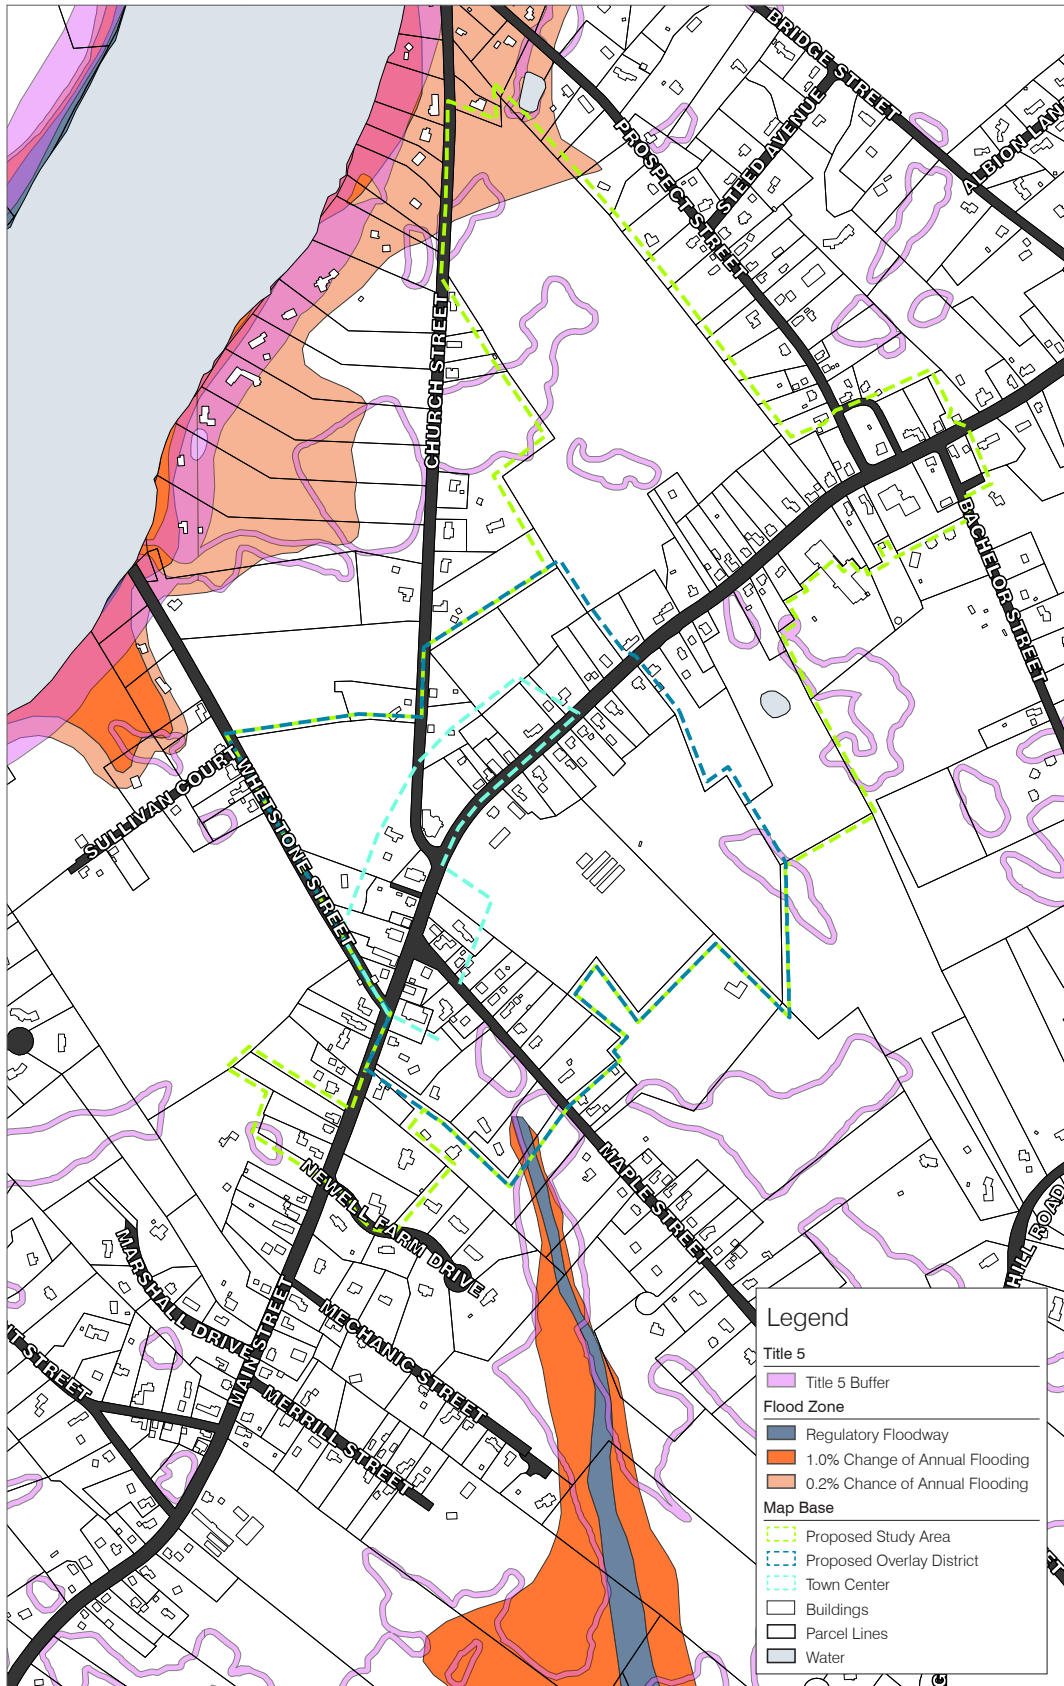 BRIDGE STREET
ALBION LAN
STEED AVENUE
PROSPECT STREET
CHURCH STREET
BACHELOR STREET
SULLIVAN COURT
WHETSTONE STREET
NEWELL FARM DRIVE
MAPLE STREET
HILL ROAD
MARSHALL DRIVE
MAIN STREET
MECHANIC STREET
MERRILL STREET
STREET
Legend
Title 5
Title 5 Buffer
Flood Zone
Regulatory Floodway
1.0% Change of Annual Flooding
0.2% Chance of Annual Flooding
Map Base
Proposed Study Area
Proposed Overlay District
Town Center
Buildings
Parcel Lines
Water